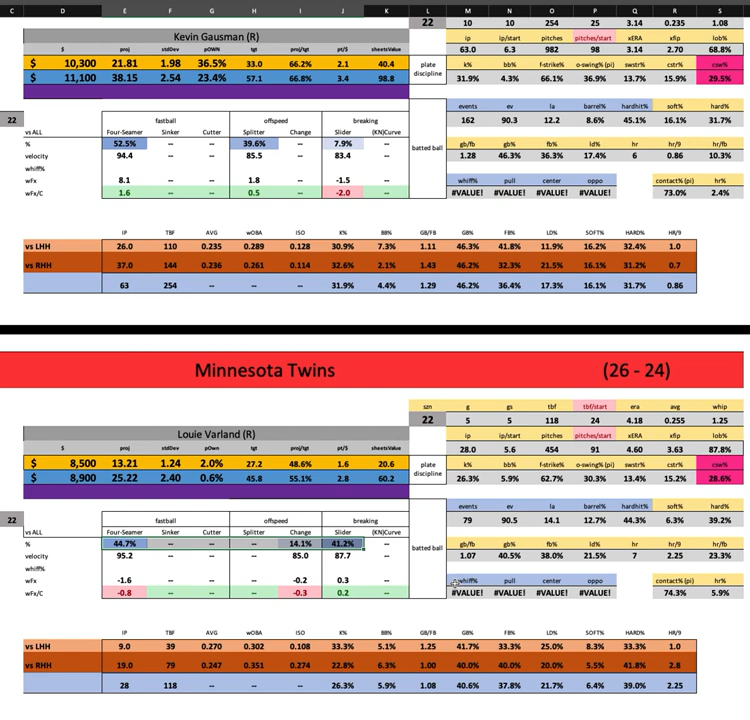 C D E F G H I J K L M N O P Q R S
22 10 10 254 25 3.14 0.235 1.08
Kevin Gausman (R) ip ip/start pitches pitches/start xERA xfip lob%
63.0 6.3 982 98 3.14 2.70 68.8%
$ proj stdDev pOWN tgt proj/tgt pt/$ sheetsValue
$ 10,300 21.81 1.98 36.5% 33.0 66.2% 2.1 40.4 plate discipline k% bb% f-strike% o-swing% (pi) swstr% cstr% csw%
$ 11,100 38.15 2.54 23.4% 57.1 66.8% 3.4 98.8 31.9% 4.4% 66.1% 36.9% 13.7% 15.9% 29.5%
events ev la barrel% hardhit% soft% hard%
22 fastball offspeed breaking 162 90.3 12.2 8.6% 45.1% 16.1% 31.7%
vs ALL Four-Seamer Sinker Cutter Splitter Change Slider (KN)Curve
% 52.5% -- -- 39.6% -- 7.9% -- batted ball gb/fb gb% fb% ld% hr hr/9 hr/fb
velocity 94.4 -- -- 85.5 -- 83.4 -- 1.28 46.3% 36.3% 17.4% 6 0.86 10.3%
whiff%
wFx 8.1 1.8 -1.5 whiff% pull center oppo contact% (pi) hr%
wFx/C 1.6 -- -- 0.5 -- -2.0 -- #VALUE! #VALUE! #VALUE! #VALUE! 73.0% 2.4%
IP TBF AVG wOBA ISO K% BB% GB/FB GB% FB% LD% SOFT% HARD% HR/9
vs LHH 26.0 110 0.235 0.289 0.128 30.9% 7.3% 1.11 46.3% 41.8% 11.9% 16.2% 32.4% 1.0
vs RHH 37.0 144 0.236 0.261 0.114 32.6% 2.1% 1.43 46.2% 32.3% 21.5% 16.1% 31.2% 0.7
63 254 -- -- -- 31.9% 4.4% 1.29 46.2% 36.4% 17.3% 16.1% 31.7% 0.86
Minnesota Twins (26 - 24)
szn g gs tbf tbf/start era avg whip
22 5 5 118 24 4.18 0.255 1.25
Louie Varland (R) ip ip/start pitches pitches/start xERA xfip lob%
28.0 5.6 454 91 4.60 3.63 87.8%
$ proj stdDev pOwn tgt proj/tgt pt/$ sheetsValue
$ 8,500 13.21 1.24 2.0% 27.2 48.6% 1.6 20.6 plate discipline k% bb% f-strike% o-swing% (pi) swstr% cstr% csw%
$ 8,900 25.22 2.40 0.6% 45.8 55.1% 2.8 60.2 26.3% 5.9% 62.7% 30.3% 13.4% 15.2% 28.6%
events ev la barrel% hardhit% soft% hard%
22 fastball offspeed breaking 79 90.5 14.1 12.7% 44.3% 6.3% 39.2%
vs ALL Four-Seamer Sinker Cutter Splitter Change Slider (KN)Curve
% 44.7% -- -- -- 14.1% 41.2% -- batted ball gb/fb gb% fb% ld% hr hr/9 hr/fb
velocity 95.2 -- -- -- 85.0 87.7 -- 1.07 40.5% 38.0% 21.5% 7 2.25 23.3%
whiff%
wFx -1.6 -0.2 0.3 whiff% pull center oppo contact% (pi) hr%
wFx/C -0.8 -- -- -- -0.3 0.2 -- #VALUE! #VALUE! #VALUE! #VALUE! 74.3% 5.9%
IP TBF AVG wOBA ISO K% BB% GB/FB GB% FB% LD% SOFT% HARD% HR/9
vs LHH 9.0 39 0.270 0.302 0.108 33.3% 5.1% 1.25 41.7% 33.3% 25.0% 8.3% 33.3% 1.0
vs RHH 19.0 79 0.247 0.351 0.274 22.8% 6.3% 1.00 40.0% 40.0% 20.0% 5.5% 41.8% 2.8
28 118 -- -- -- 26.3% 5.9% 1.08 40.6% 37.8% 21.7% 6.4% 39.0% 2.25